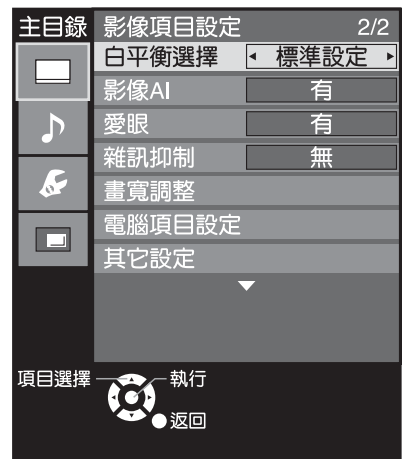 主目錄 影像項目設定 2/2
白平衡選擇 標準設定
影像AI 有
愛眼 有
雜訊抑制 無
畫寬調整
電腦項目設定
其它設定
項目選擇 執行
返回